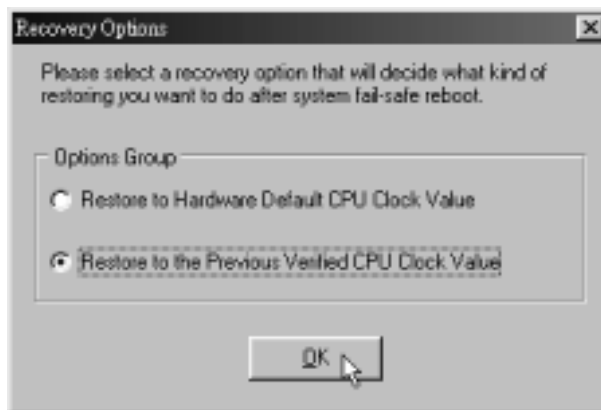 Recovery Options
Please select a recovery option that will decide what kind of
restoring you want to do after system fail-safe reboot.
Options Group
Restore to Hardware Default CPU Clock Value
Restore to the Previous Verified CPU Clock Value
OK